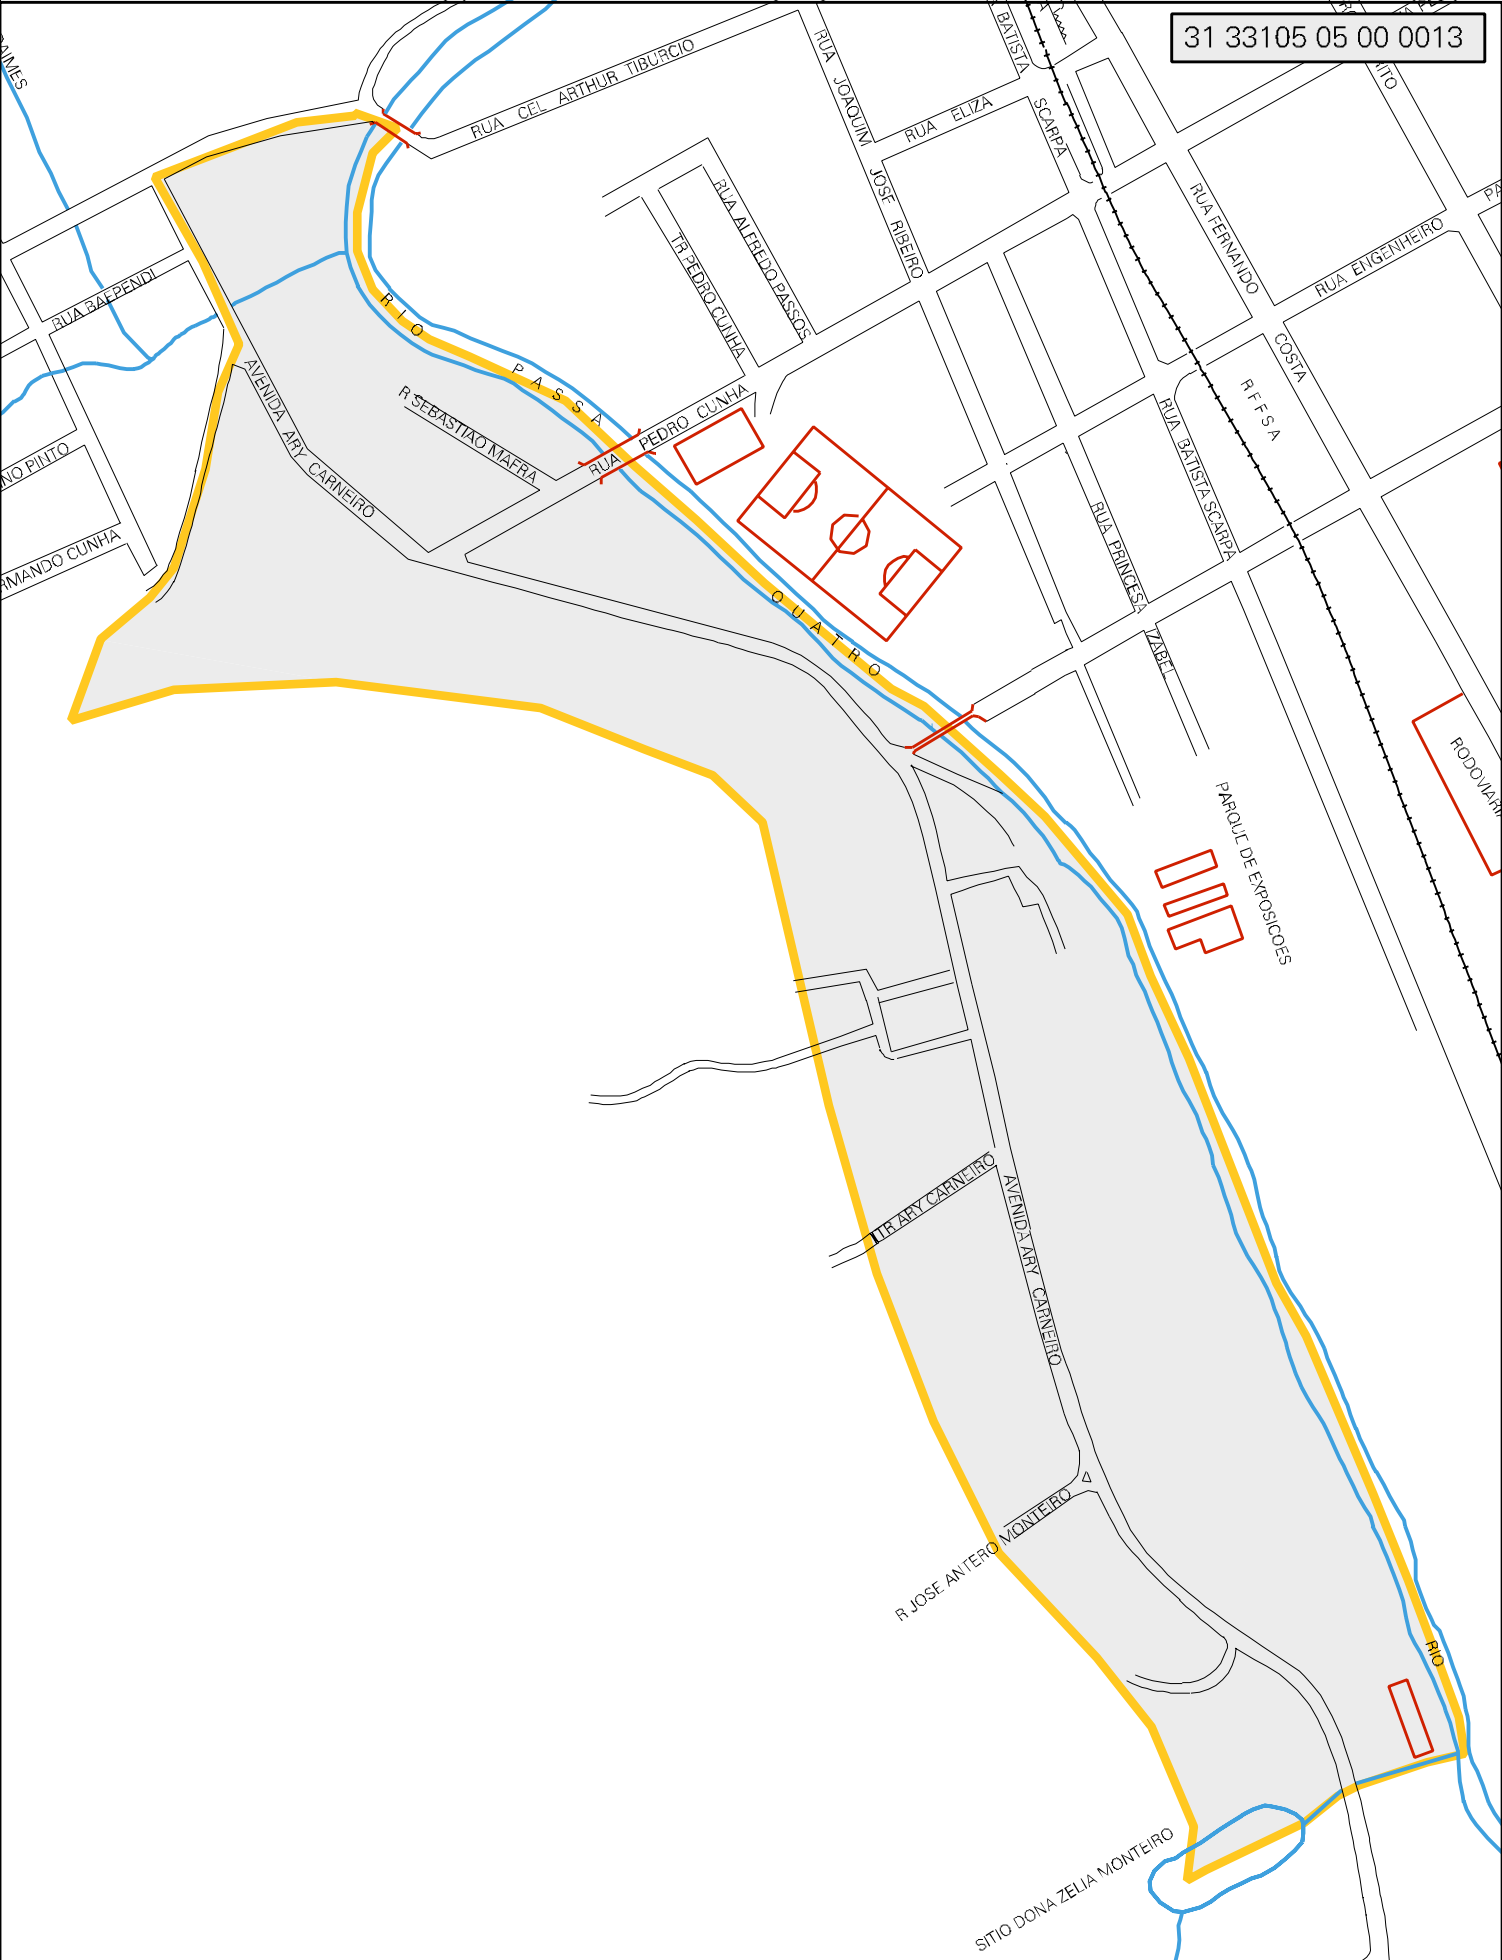 31 33105 05 00 0013
RUA CEL ARTHUR TIBURCIO
RUA JOAQUIM JOSE RIBEIRO
RUA ELIZA
BATISTA SCARPA
RUA FERNANDO COSTA
RUA ENGENHEIRO
RUA BAEPENDI
RUA ALFREDO PASSOS
TR PEDRO CUNHA
RIO PASSA QUATRO
AVENIDA ARY CARNEIRO
R SEBASTIAO MAFRA
RUA PEDRO CUNHA
RFFSA
RUA BATISTA SCARPA
RUA PRINCESA IZABEL
NO PINTO
RMANDO CUNHA
PARQUE DE EXPOSICOES
TR ARY CARNEIRO
AVENIDA ARY CARNEIRO
R JOSE ANTERO MONTEIRO
RIO
SITIO DONA ZELIA MONTEIRO